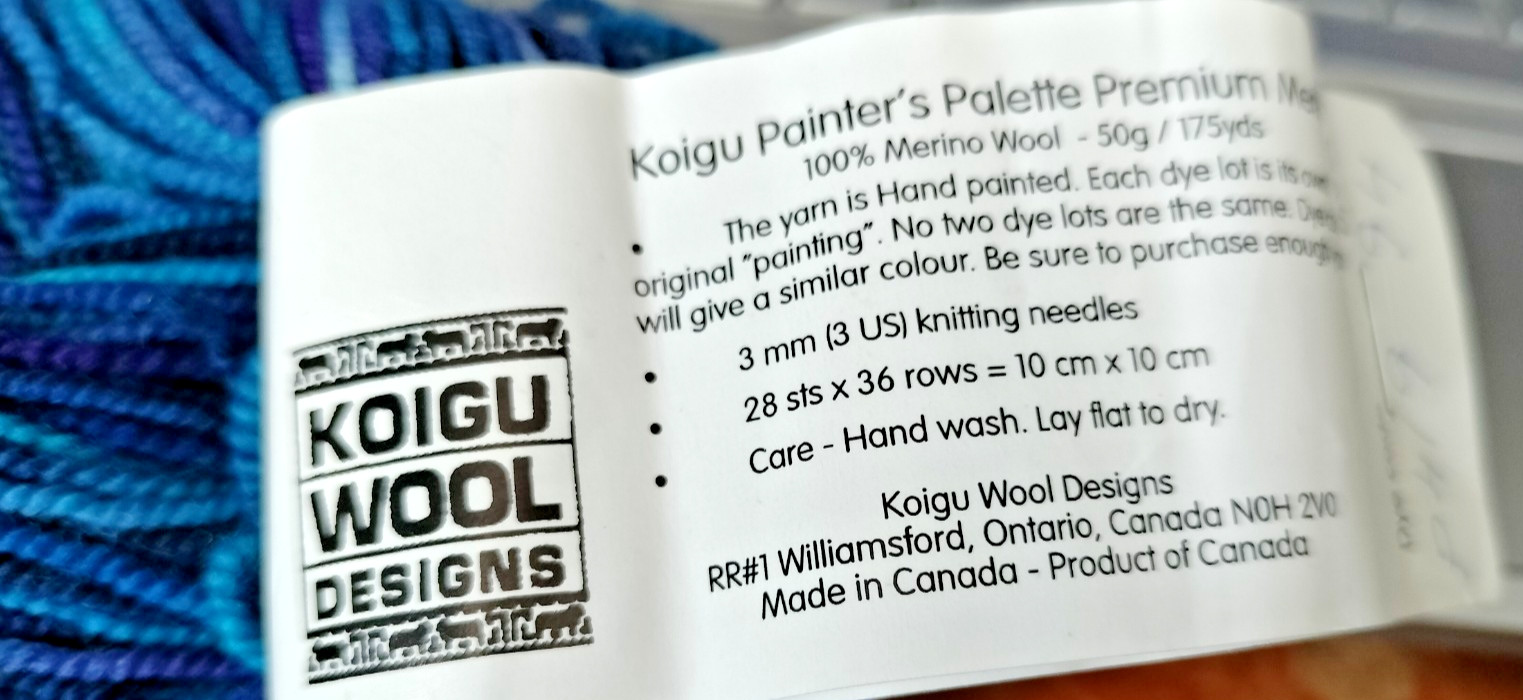 Koigu Painter's Palette Premium
100% Merino Wool - 50g / 175yds
• The yarn is Hand painted. Each dye lot is its
original "painting". No two dye lots are the same.
will give a similar colour. Be sure to purchase
• 3 mm (3 US) knitting needles
• 28 sts x 36 rows = 10 cm x 10 cm
• Care - Hand wash. Lay flat to dry.
Koigu Wool Designs
RR#1 Williamsford, Ontario, Canada N0H 2V0
Made in Canada - Product of Canada
KOIGU
WOOL
DESIGNS